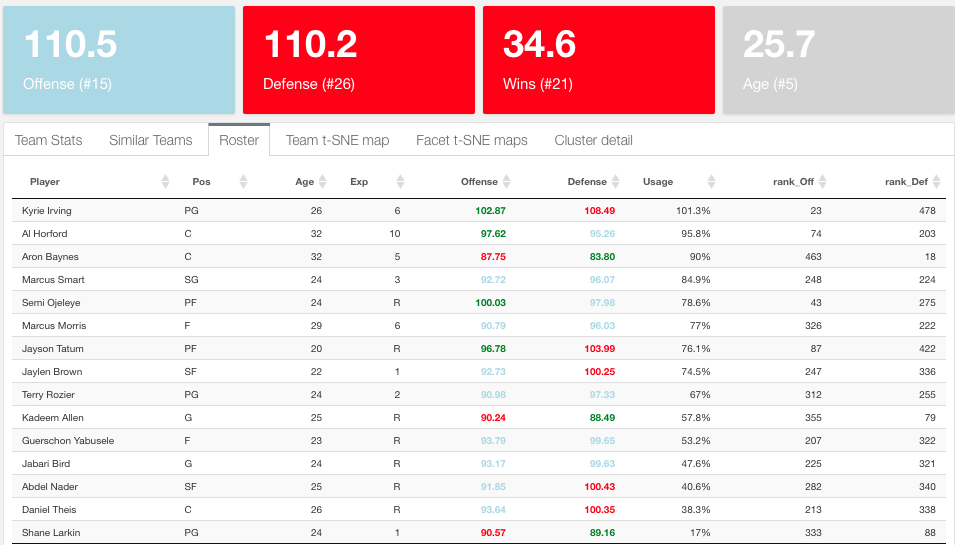 110.5 110.2 34.6 25.7
Offense (#15) Defense (#26) Wins (#21) Age (#5)
Team Stats Similar Teams Roster Team t-SNE map Facet t-SNE maps Cluster detail
Player Pos Age Exp Offense Defense Usage rank_Off rank_Def
Kyrie Irving PG 26 6 102.87 108.49 101.3% 23 478
Al Horford C 32 10 97.62 95.26 95.8% 74 203
Aron Baynes C 32 5 87.75 83.80 90% 463 18
Marcus Smart SG 24 3 92.72 96.07 84.9% 248 224
Semi Ojeleye PF 24 R 100.03 97.98 78.6% 43 275
Marcus Morris F 29 6 90.79 96.03 77% 326 222
Jayson Tatum PF 20 R 96.78 103.99 76.1% 87 422
Jaylen Brown SF 22 1 92.73 100.25 74.5% 247 336
Terry Rozier PG 24 2 90.98 97.33 67% 312 255
Kadeem Allen G 25 R 90.24 88.49 57.8% 355 79
Guerschon Yabusele F 23 R 93.79 99.65 53.2% 207 322
Jabari Bird G 24 R 93.17 99.63 47.6% 225 321
Abdel Nader SF 25 R 91.85 100.43 40.6% 282 340
Daniel Theis C 26 R 93.64 100.35 38.3% 213 338
Shane Larkin PG 24 1 90.57 89.16 17% 333 88